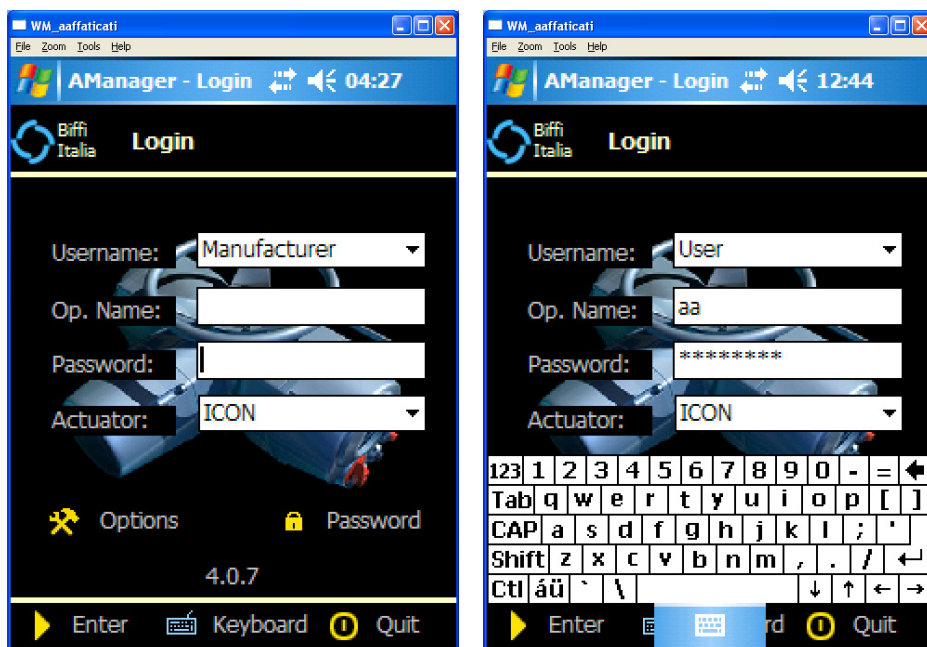 WM_aaffaticati
File Zoom Tools Help
AManager - Login 04:27
Biffi
Italia
Login
Username: Manufacturer
Op. Name:
Password:
Actuator: ICON
Options Password
4.0.7
Enter Keyboard Quit
WM_aaffaticati
File Zoom Tools Help
AManager - Login 12:44
Biffi
Italia
Login
Username: User
Op. Name: aa
Password: ********
Actuator: ICON
123 1 2 3 4 5 6 7 8 9 0 - = 🡄
Tab q w e r t y u i o p [ ]
CAP a s d f g h j k l ; '
Shift z x c v b n m , . / ↵
Ctl áü ` \ ↓ ↑ ← →
Enter rd Quit